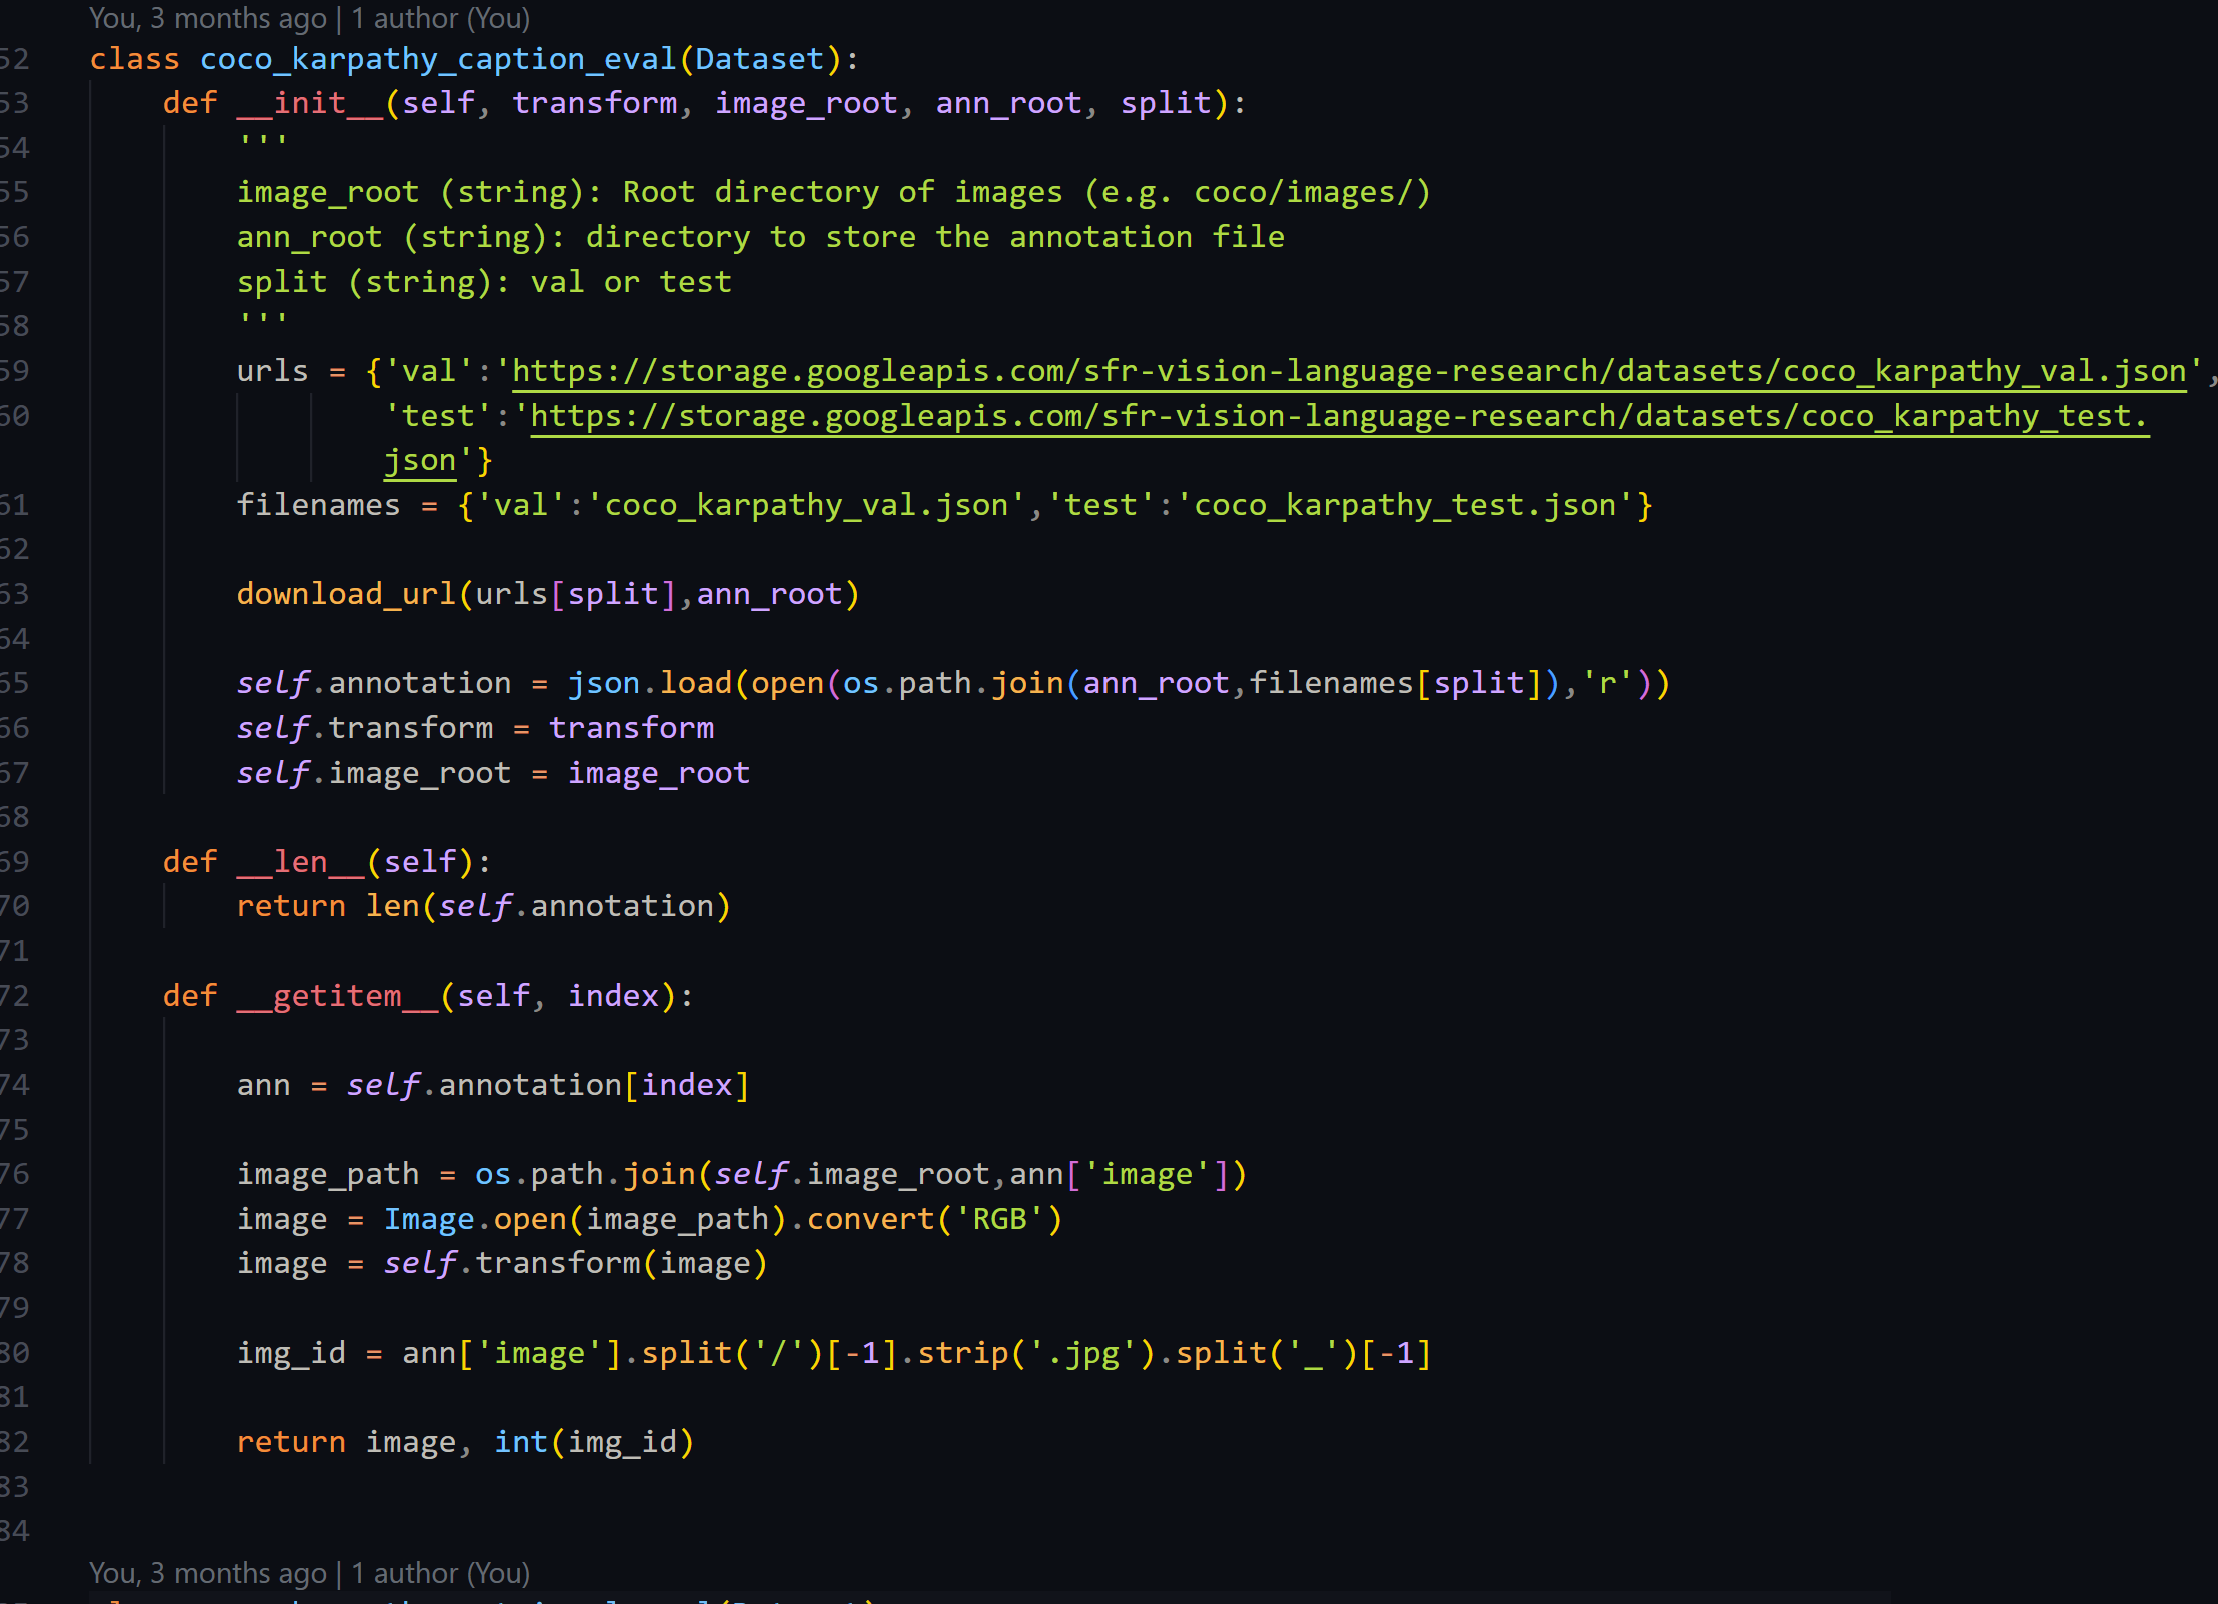 You, 3 months ago | 1 author (You)
52 class coco_karpathy_caption_eval(Dataset):
53     def __init__(self, transform, image_root, ann_root, split):
54         '''
55         image_root (string): Root directory of images (e.g. coco/images/)
56         ann_root (string): directory to store the annotation file
57         split (string): val or test
58         '''
59         urls = {'val':'https://storage.googleapis.com/sfr-vision-language-research/datasets/coco_karpathy_val.json',
60                 'test':'https://storage.googleapis.com/sfr-vision-language-research/datasets/coco_karpathy_test.
                json'}
61         filenames = {'val':'coco_karpathy_val.json','test':'coco_karpathy_test.json'}
62
63         download_url(urls[split],ann_root)
64
65         self.annotation = json.load(open(os.path.join(ann_root,filenames[split]),'r'))
66         self.transform = transform
67         self.image_root = image_root
68
69     def __len__(self):
70         return len(self.annotation)
71
72     def __getitem__(self, index):
73
74         ann = self.annotation[index]
75
76         image_path = os.path.join(self.image_root,ann['image'])
77         image = Image.open(image_path).convert('RGB')
78         image = self.transform(image)
79
80         img_id = ann['image'].split('/')[-1].strip('.jpg').split('_')[-1]
81
82         return image, int(img_id)
83
84
You, 3 months ago | 1 author (You)